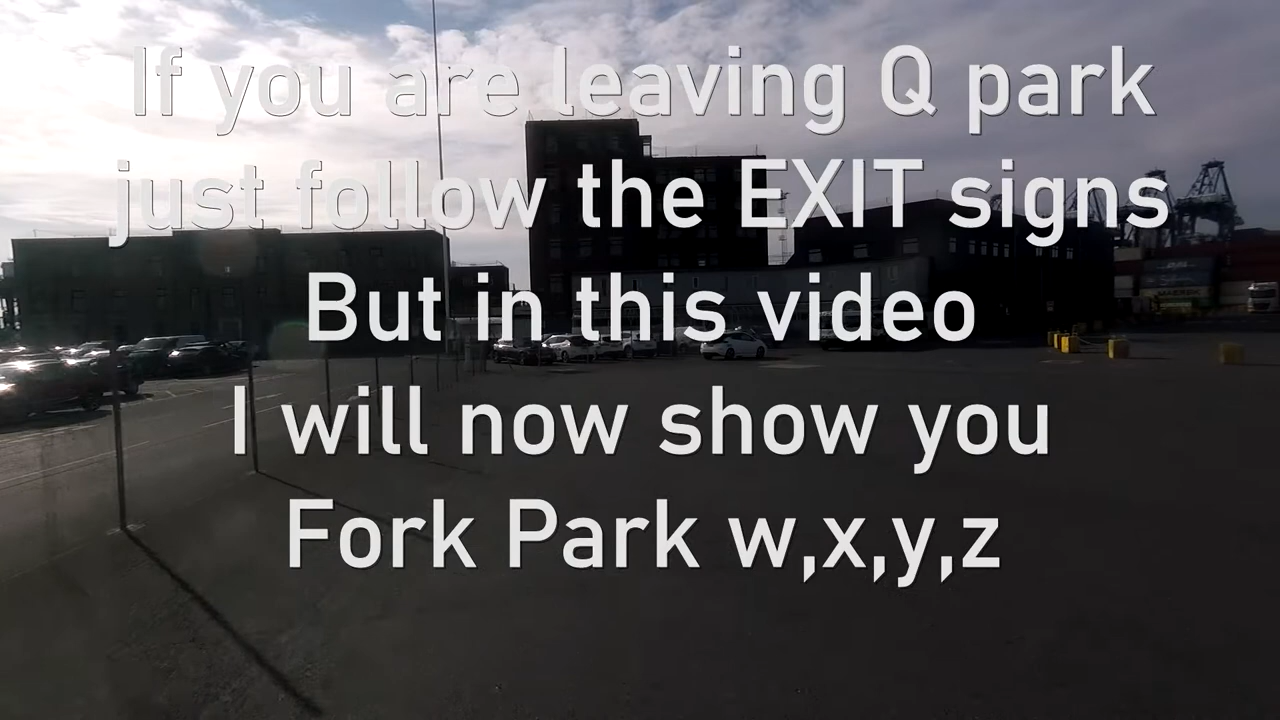 If you are leaving Q park
just follow the EXIT signs
But in this video
I will now show you
Fork Park w,x,y,z